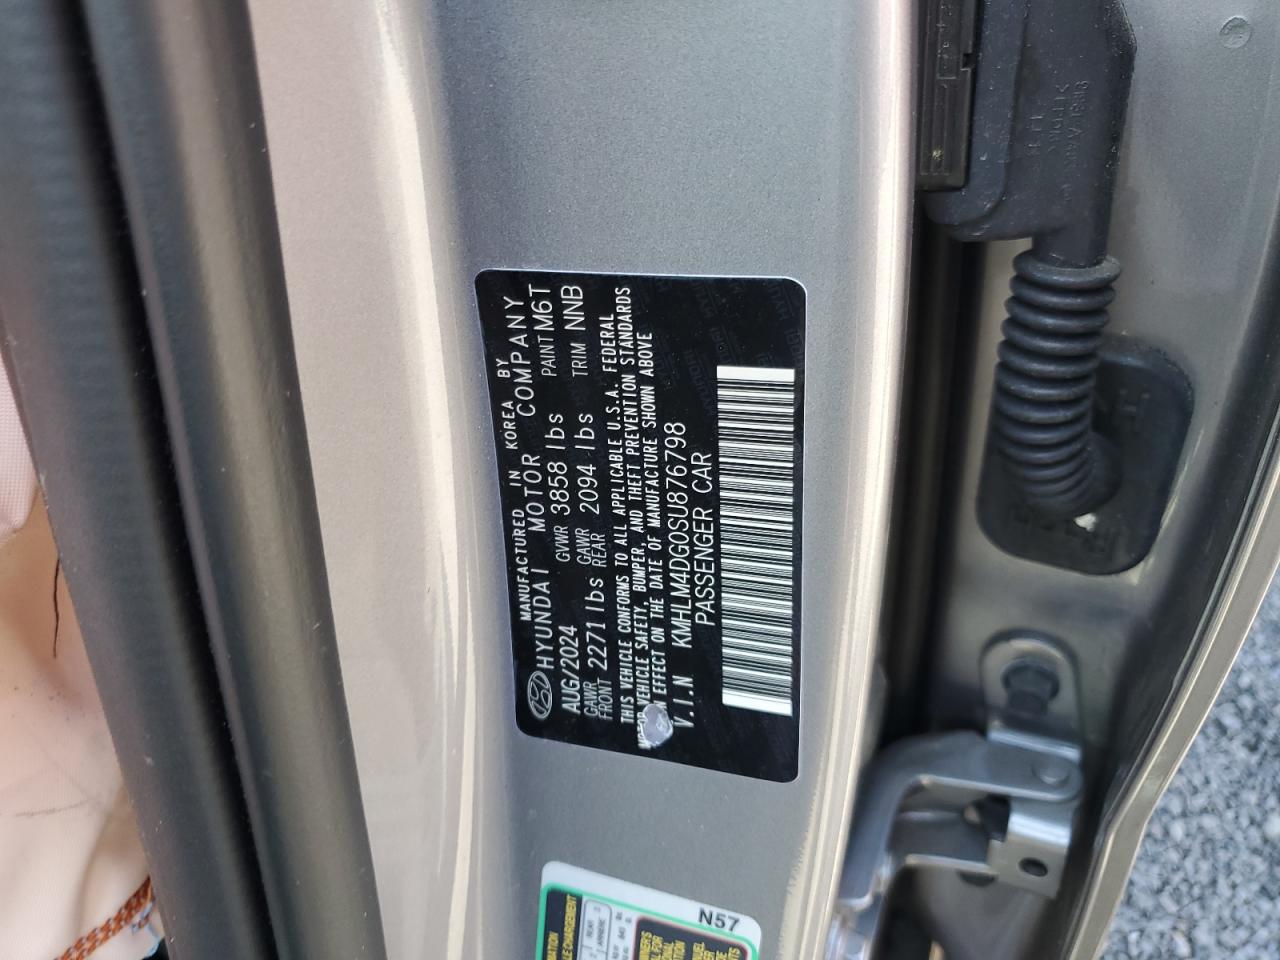 MANUFACTURED IN KOREA BY
HYUNDAI MOTOR COMPANY
AUG/2024 GVWR 3858 lbs PAINT M6T
GAWR FRONT 2271 lbs GAWR REAR 2094 lbs TRIM NNB
THIS VEHICLE CONFORMS TO ALL APPLICABLE U.S.A. FEDERAL
MOTOR VEHICLE SAFETY, BUMPER, AND THEFT PREVENTION STANDARDS
IN EFFECT ON THE DATE OF MANUFACTURE SHOWN ABOVE
V.I.N KMHLM4DG0SU876798
PASSENGER CAR
N57